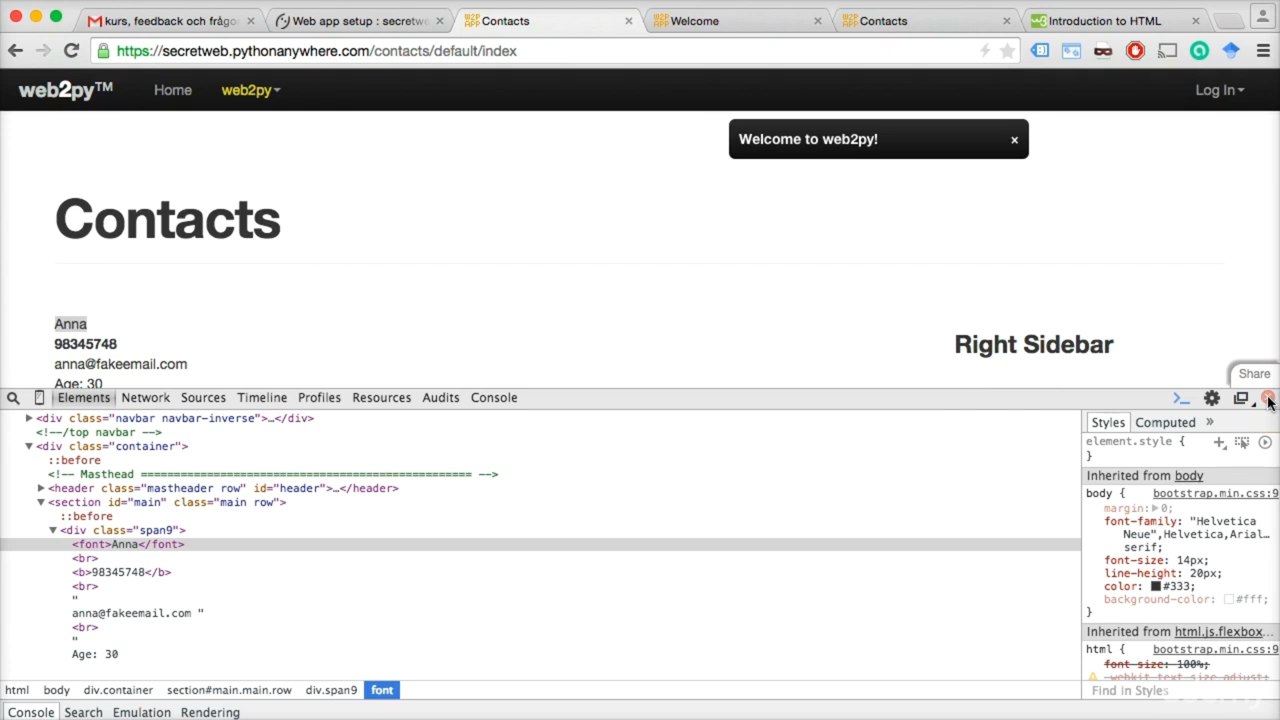 kurs, feedback och frågor
Web app setup : secretwe
Contacts
Welcome
Contacts
Introduction to HTML
https://secretweb.pythonanywhere.com/contacts/default/index
web2py™ Home web2py Log In
Welcome to web2py! ×
Contacts
Anna
98345748
Right Sidebar
anna@fakeemail.com
Age: 30
Share
Elements Network Sources Timeline Profiles Resources Audits Console
<div class="navbar navbar-inverse">…</div>
<!--/top navbar -->
<div class="container">
::before
<!-- Masthead ================================================== -->
<header class="mastheader row" id="header">…</header>
<section id="main" class="main row">
::before
<div class="span9">
<font>Anna</font>
<br>
<b>98345748</b>
<br>
"
anna@fakeemail.com "
<br>
"
Age: 30
Styles Computed »
element.style {
}
Inherited from body
body { bootstrap.min.css:9
margin: 0;
font-family: "Helvetica
Neue",Helvetica,Arial…
serif;
font-size: 14px;
line-height: 20px;
color: #333;
background-color: #fff;
}
Inherited from html.js.flexbox…
html { bootstrap.min.css:9
font-size: 100%;
-webkit-text-size-adjust:
Find in Styles
html body div.container section#main.main.row div.span9 font
Console Search Emulation Rendering